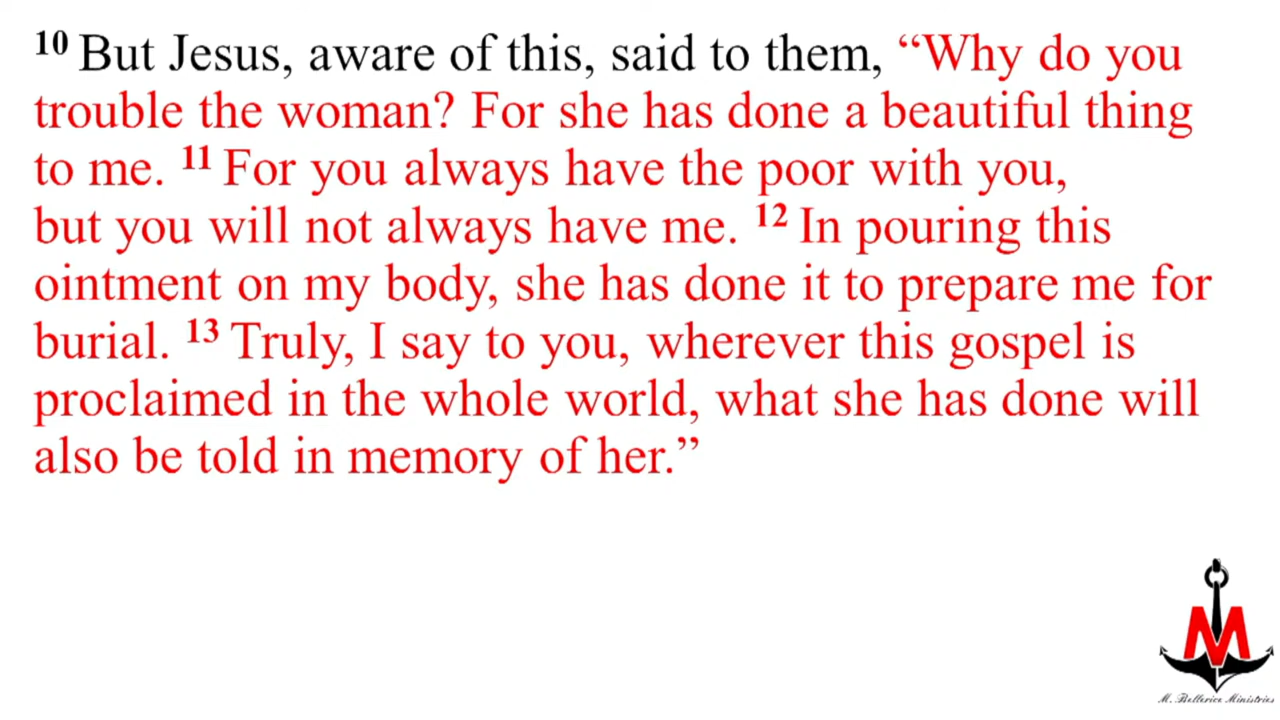 10 But Jesus, aware of this, said to them, “Why do you
trouble the woman? For she has done a beautiful thing
to me. 11 For you always have the poor with you,
but you will not always have me. 12 In pouring this
ointment on my body, she has done it to prepare me for
burial. 13 Truly, I say to you, wherever this gospel is
proclaimed in the whole world, what she has done will
also be told in memory of her.”
M
M. Bellerice Ministries